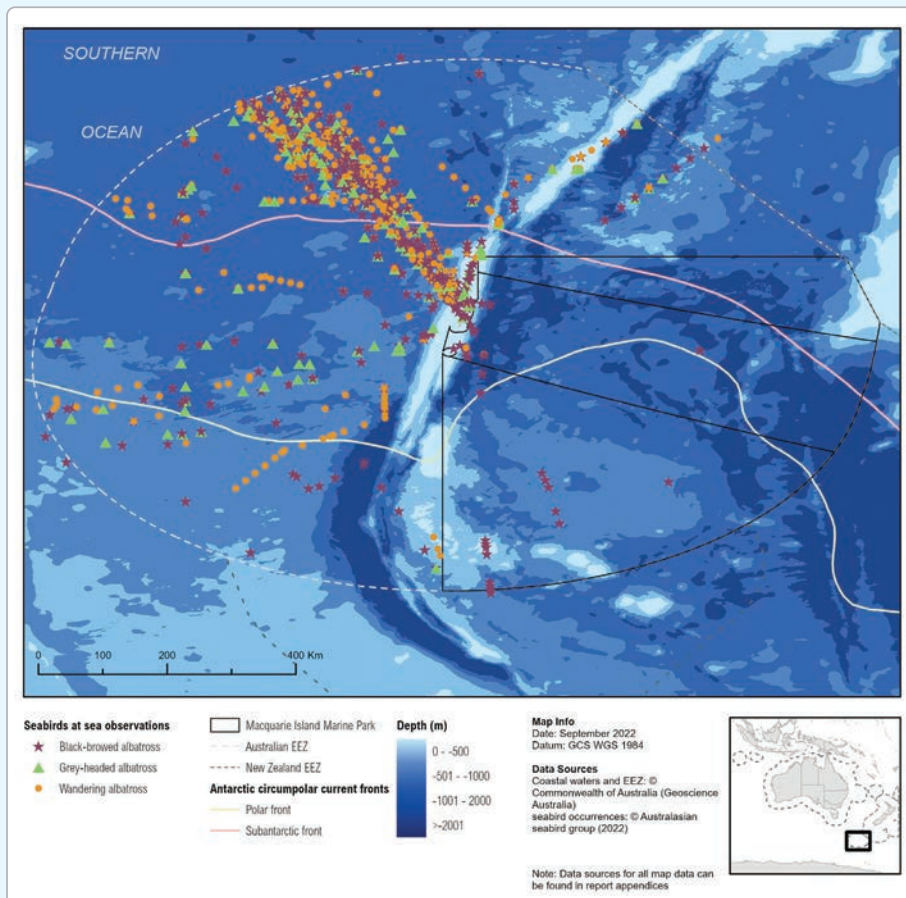 SOUTHERN
OCEAN
0 100 200 400 Km
Seabirds at sea observations
Black-browed albatross
Grey-headed albatross
Wandering albatross
Macquarie Island Marine Park
Australian EEZ
New Zealand EEZ
Antarctic circumpolar current fronts
Polar front
Subantarctic front
Depth (m)
0 - -500
-501 - -1000
-1001 - 2000
>-2001
Map Info
Date: September 2022
Datum: GCS WGS 1984
Data Sources
Coastal waters and EEZ: ©
Commonwealth of Australia (Geoscience
Australia)
seabird occurrences: © Australasian
seabird group (2022)
Note: Data sources for all map data can
be found in report appendices